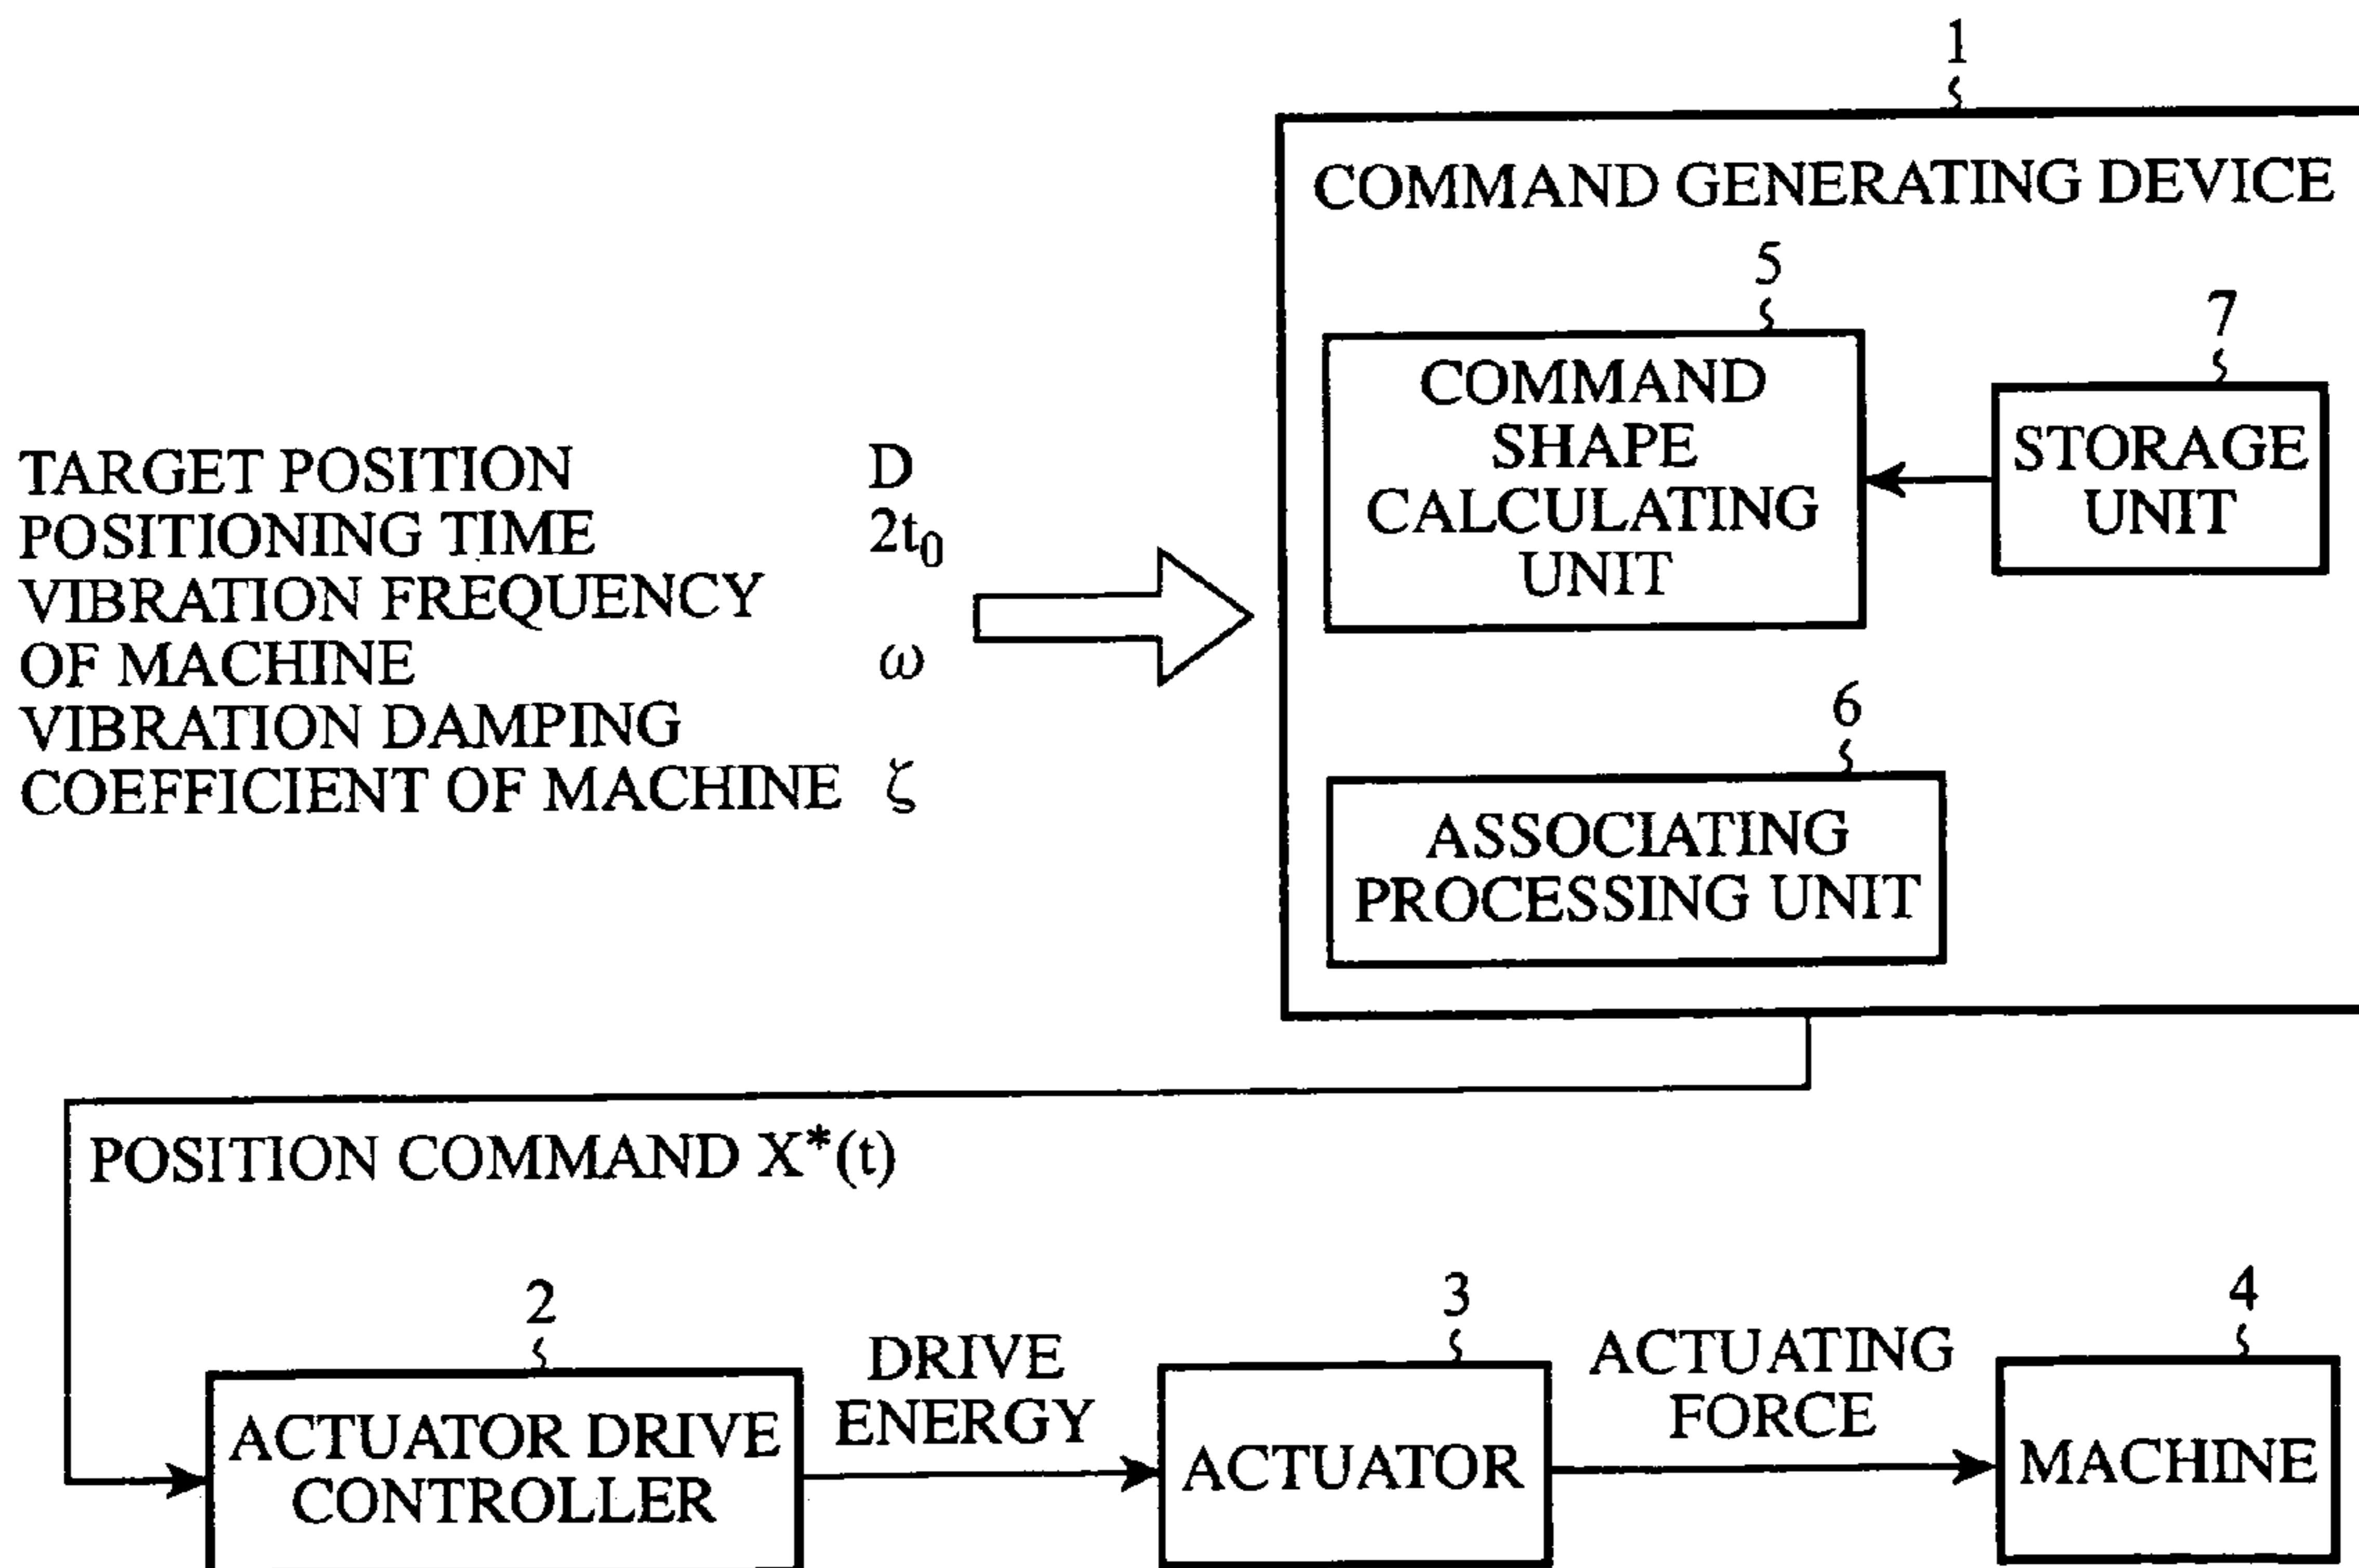 TARGET POSITION D
POSITIONING TIME 2t₀
VIBRATION FREQUENCY
OF MACHINE ω
VIBRATION DAMPING
COEFFICIENT OF MACHINE ζ
1
COMMAND GENERATING DEVICE
5
COMMAND
SHAPE
CALCULATING
UNIT
7
STORAGE
UNIT
6
ASSOCIATING
PROCESSING UNIT
POSITION COMMAND X*(t)
2
ACTUATOR DRIVE
CONTROLLER
DRIVE
ENERGY
3
ACTUATOR
ACTUATING
FORCE
4
MACHINE